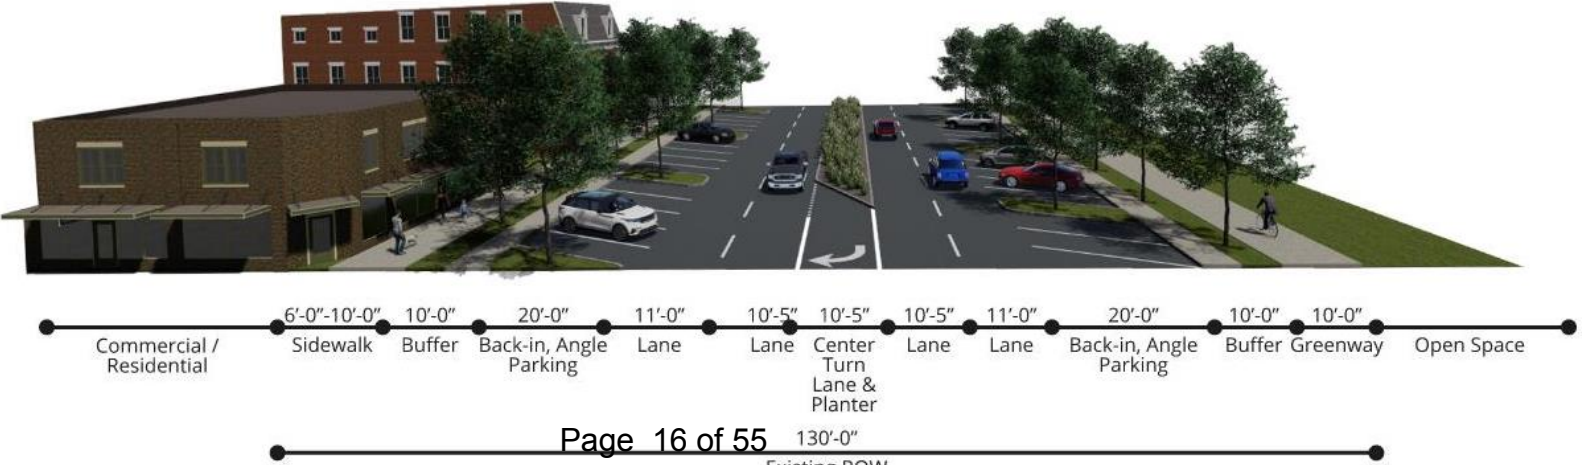 6'-0"-10'-0" 10'-0" 20'-0" 11'-0" 10'-5" 10'-5" 10'-5" 11'-0" 20'-0" 10'-0" 10'-0"
Commercial / Residential
Sidewalk
Buffer
Back-in, Angle
Parking
Lane
Lane
Center
Turn
Lane &
Planter
Lane
Lane
Back-in, Angle
Parking
Buffer
Greenway
Open Space
Page 16 of 55
130'-0"
Existing ROW